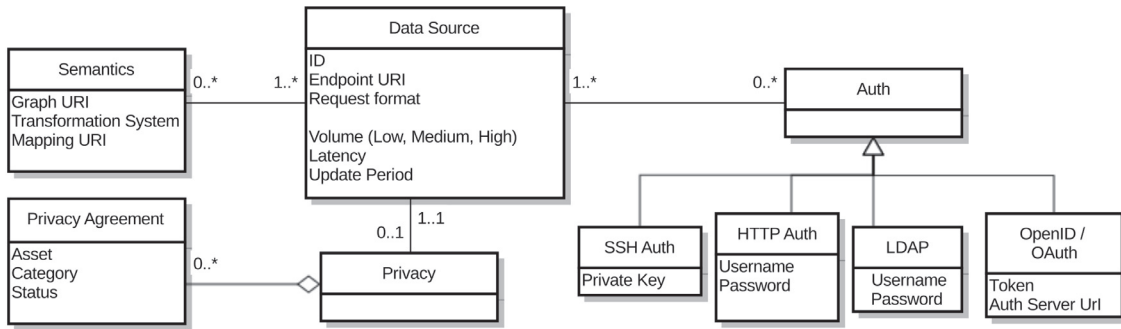 Data Source
ID
Endpoint URI
Request format
Volume (Low, Medium, High)
Latency
Update Period
Semantics
Graph URI
Transformation System
Mapping URI
0..*
1..*
1..*
0..*
Auth
Privacy Agreement
Asset
Category
Status
0..*
1..1
0..1
Privacy
SSH Auth
Private Key
HTTP Auth
Username
Password
LDAP
Username
Password
OpenID /
OAuth
Token
Auth Server Url